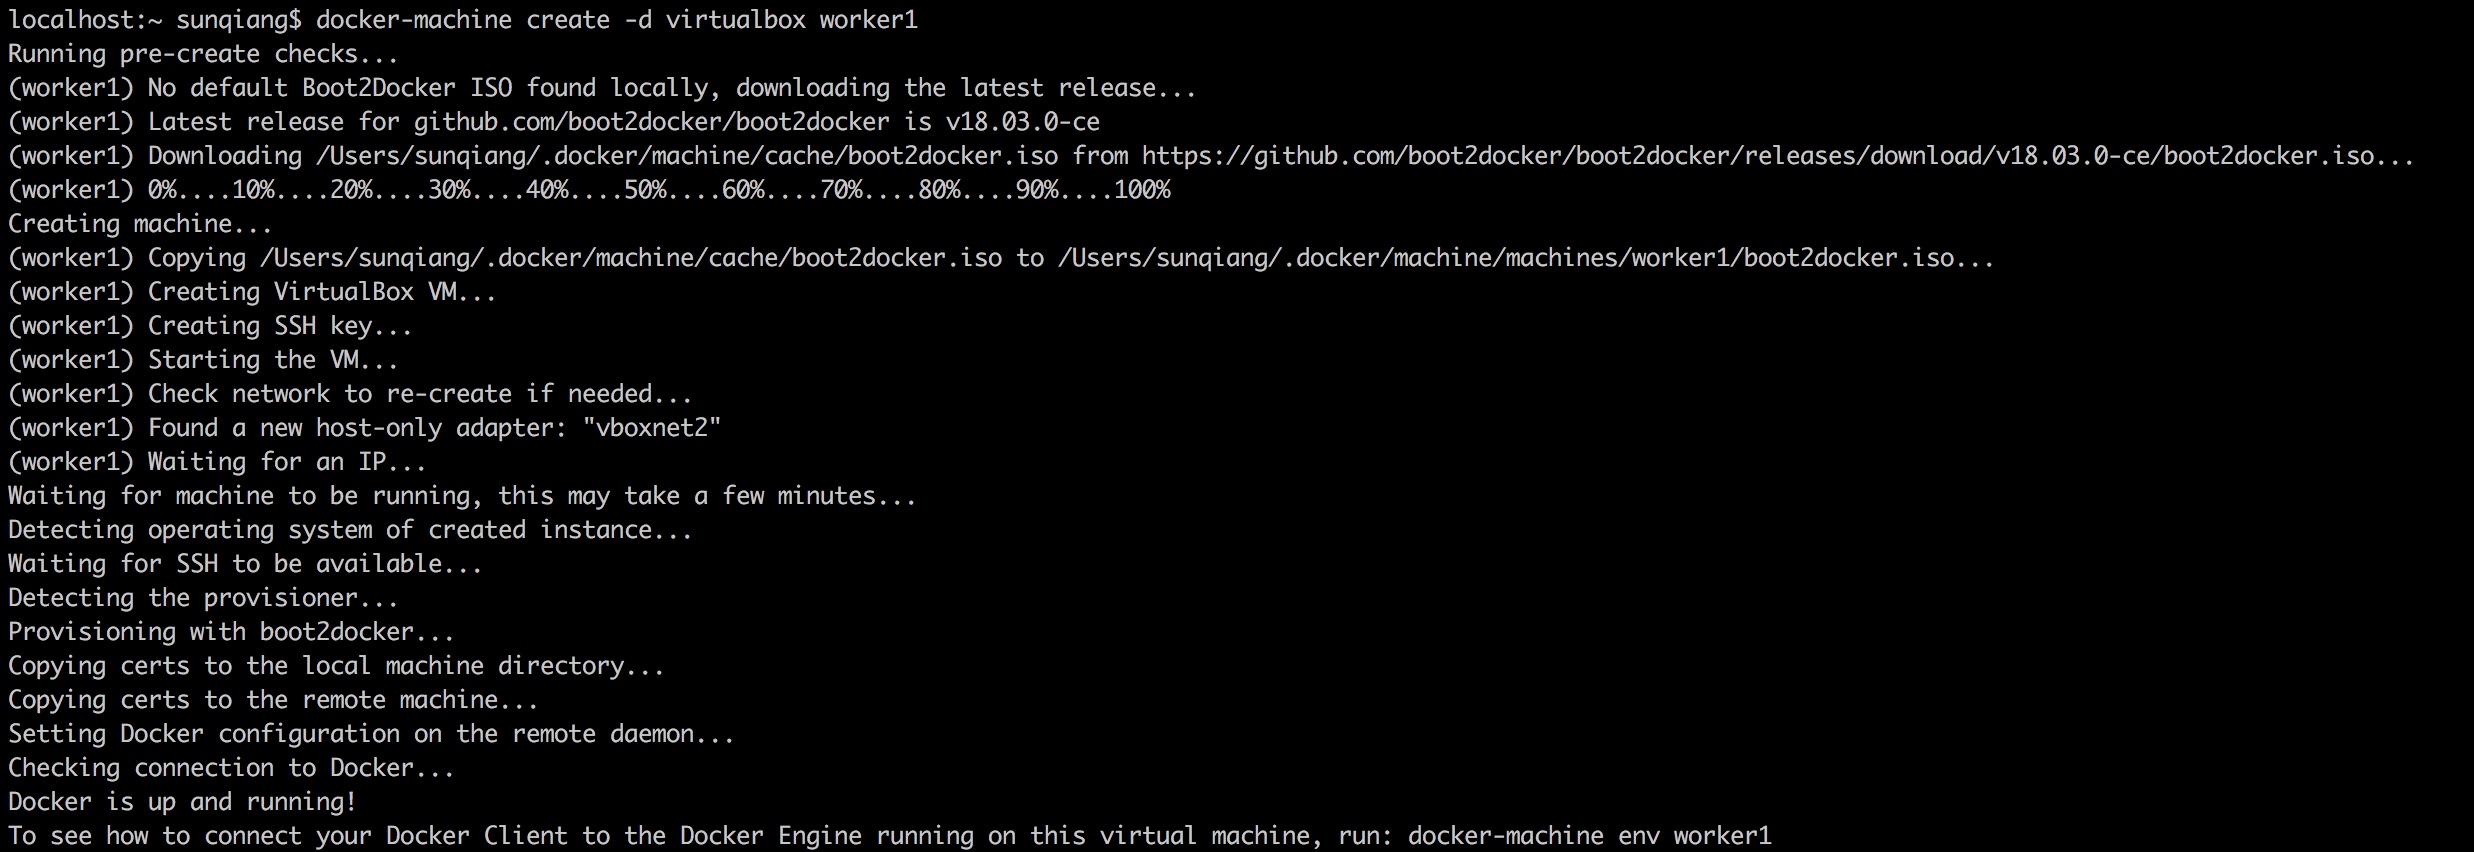 localhost:~ sunqiang$ docker-machine create -d virtualbox worker1
Running pre-create checks...
(worker1) No default Boot2Docker ISO found locally, downloading the latest release...
(worker1) Latest release for github.com/boot2docker/boot2docker is v18.03.0-ce
(worker1) Downloading /Users/sunqiang/.docker/machine/cache/boot2docker.iso from https://github.com/boot2docker/boot2docker/releases/download/v18.03.0-ce/boot2docker.iso...
(worker1) 0%....10%....20%....30%....40%....50%....60%....70%....80%....90%....100%
Creating machine...
(worker1) Copying /Users/sunqiang/.docker/machine/cache/boot2docker.iso to /Users/sunqiang/.docker/machine/machines/worker1/boot2docker.iso...
(worker1) Creating VirtualBox VM...
(worker1) Creating SSH key...
(worker1) Starting the VM...
(worker1) Check network to re-create if needed...
(worker1) Found a new host-only adapter: "vboxnet2"
(worker1) Waiting for an IP...
Waiting for machine to be running, this may take a few minutes...
Detecting operating system of created instance...
Waiting for SSH to be available...
Detecting the provisioner...
Provisioning with boot2docker...
Copying certs to the local machine directory...
Copying certs to the remote machine...
Setting Docker configuration on the remote daemon...
Checking connection to Docker...
Docker is up and running!
To see how to connect your Docker Client to the Docker Engine running on this virtual machine, run: docker-machine env worker1